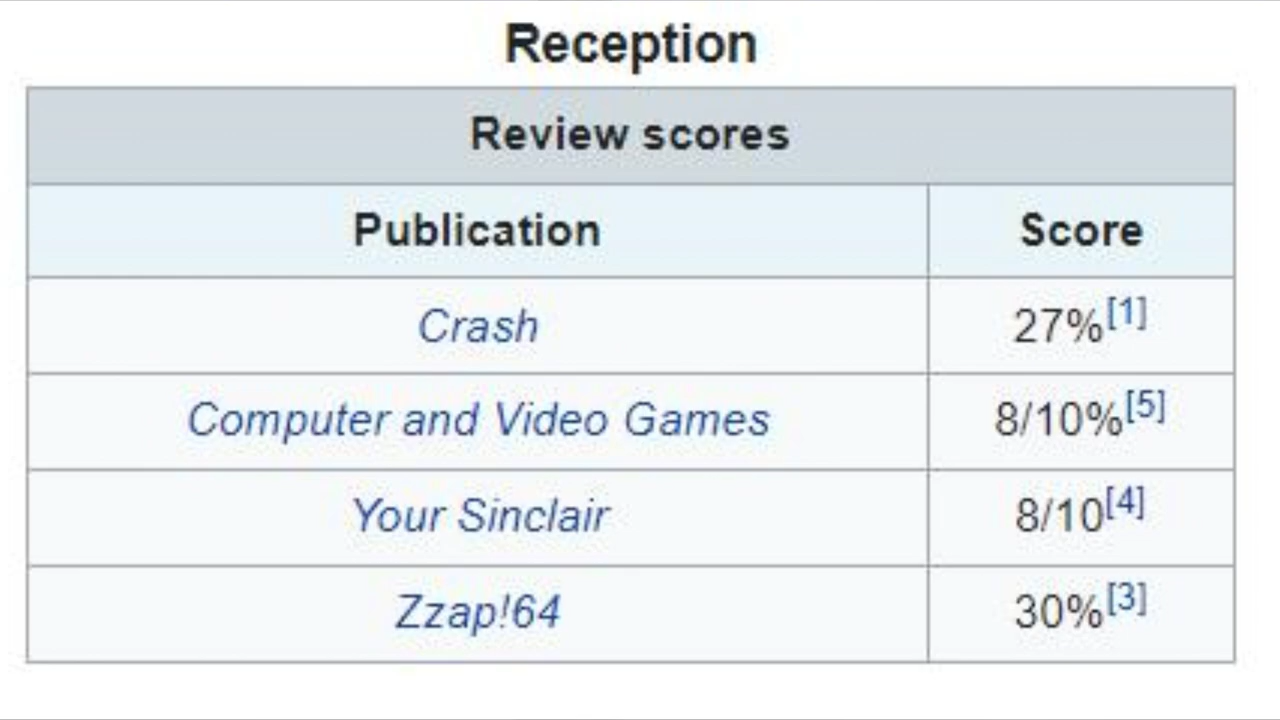 Reception
Review scores
Publication Score
Crash 27%[1]
Computer and Video Games 8/10%[5]
Your Sinclair 8/10[4]
Zzap!64 30%[3]